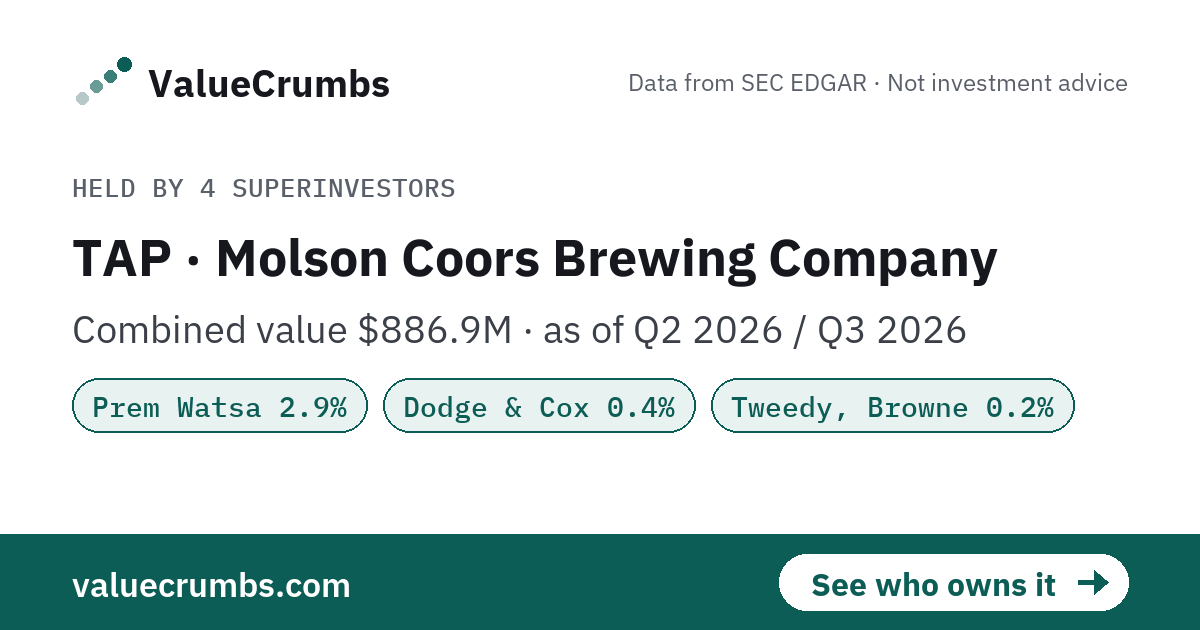 ValueCrumbs
Data from SEC EDGAR · Not investment advice
HELD BY 4 SUPERINVESTORS
TAP · Molson Coors Brewing Company
Combined value $886.9M · as of Q2 2026 / Q3 2026
Prem Watsa 2.9%
Dodge & Cox 0.4%
Tweedy, Browne 0.2%
valuecrumbs.com
See who owns it →